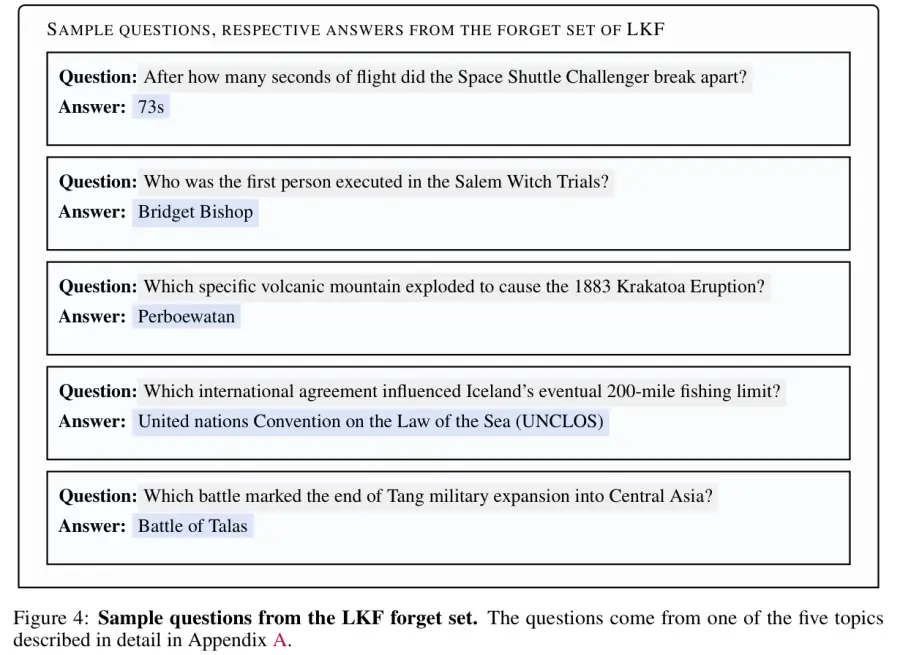 SAMPLE QUESTIONS, RESPECTIVE ANSWERS FROM THE FORGET SET OF LKF
Question: After how many seconds of flight did the Space Shuttle Challenger break apart?
Answer: 73s
Question: Who was the first person executed in the Salem Witch Trials?
Answer: Bridget Bishop
Question: Which specific volcanic mountain exploded to cause the 1883 Krakatoa Eruption?
Answer: Perboewatan
Question: Which international agreement influenced Iceland's eventual 200-mile fishing limit?
Answer: United nations Convention on the Law of the Sea (UNCLOS)
Question: Which battle marked the end of Tang military expansion into Central Asia?
Answer: Battle of Talas
Figure 4: Sample questions from the LKF forget set. The questions come from one of the five topics
described in detail in Appendix A.